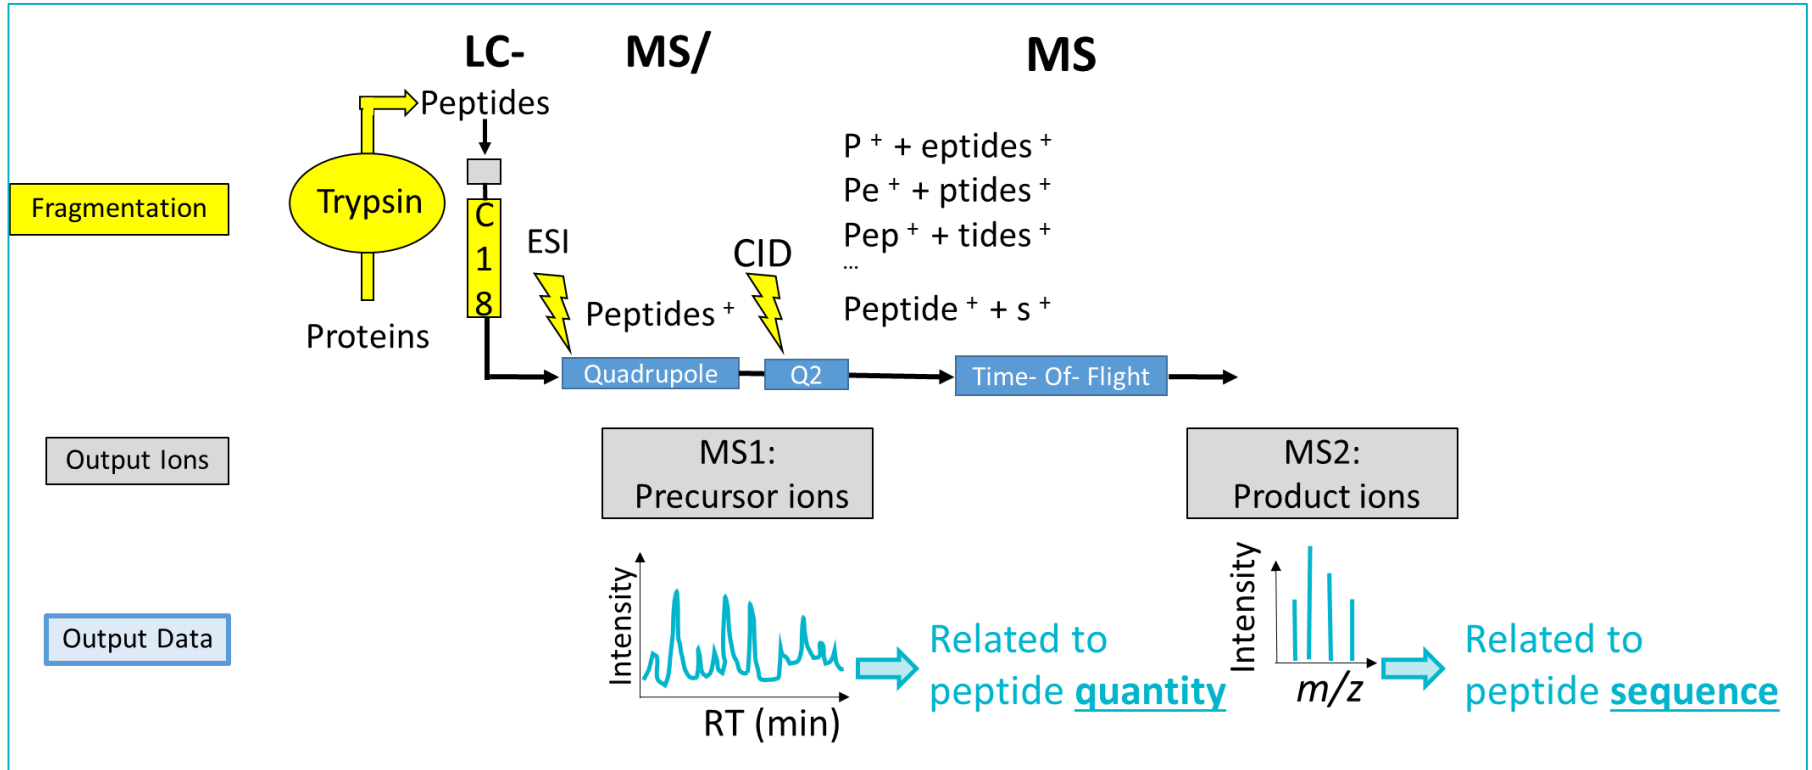 LC- MS/ MS
Peptides
P + + eptides +
Pe + + ptides +
Pep + + tides +
...
Peptide + + s +
Fragmentation
Trypsin
C
1
8
ESI
CID
Peptides +
Proteins
Quadrupole
Q2
Time- Of- Flight
Output Ions
MS1:
Precursor ions
MS2:
Product ions
Output Data
Intensity
RT (min)
Related to
peptide quantity
Intensity
m/z
Related to
peptide sequence